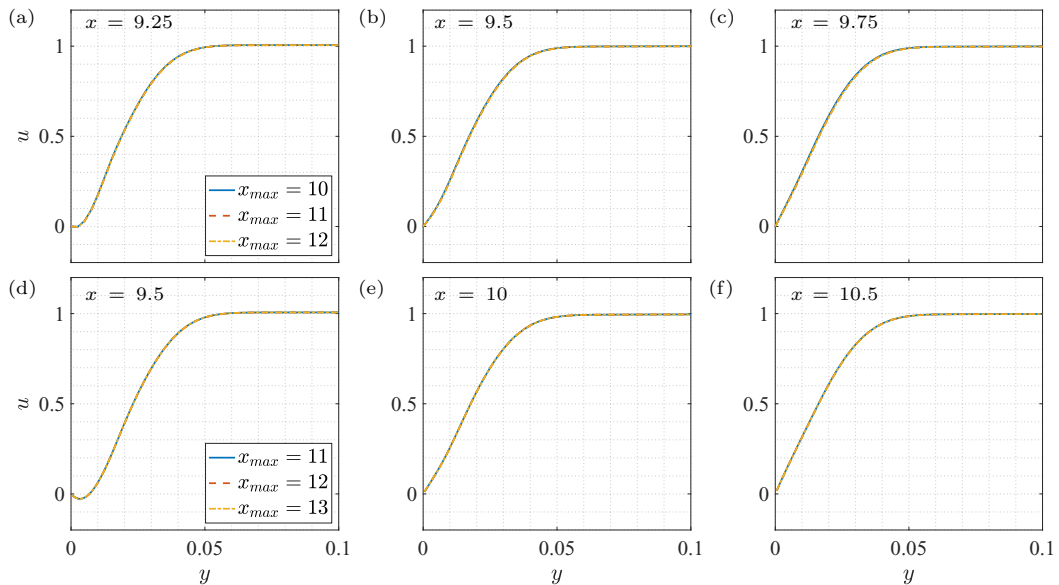 (a) x = 9.25
(b) x = 9.5
(c) x = 9.75
1
0.5
0
u
x_max = 10
x_max = 11
x_max = 12
1
0.5
0
1
0.5
0
(d) x = 9.5
(e) x = 10
(f) x = 10.5
1
0.5
0
u
x_max = 11
x_max = 12
x_max = 13
0 0.05 0.1
y
1
0.5
0
0 0.05 0.1
y
1
0.5
0
0 0.05 0.1
y